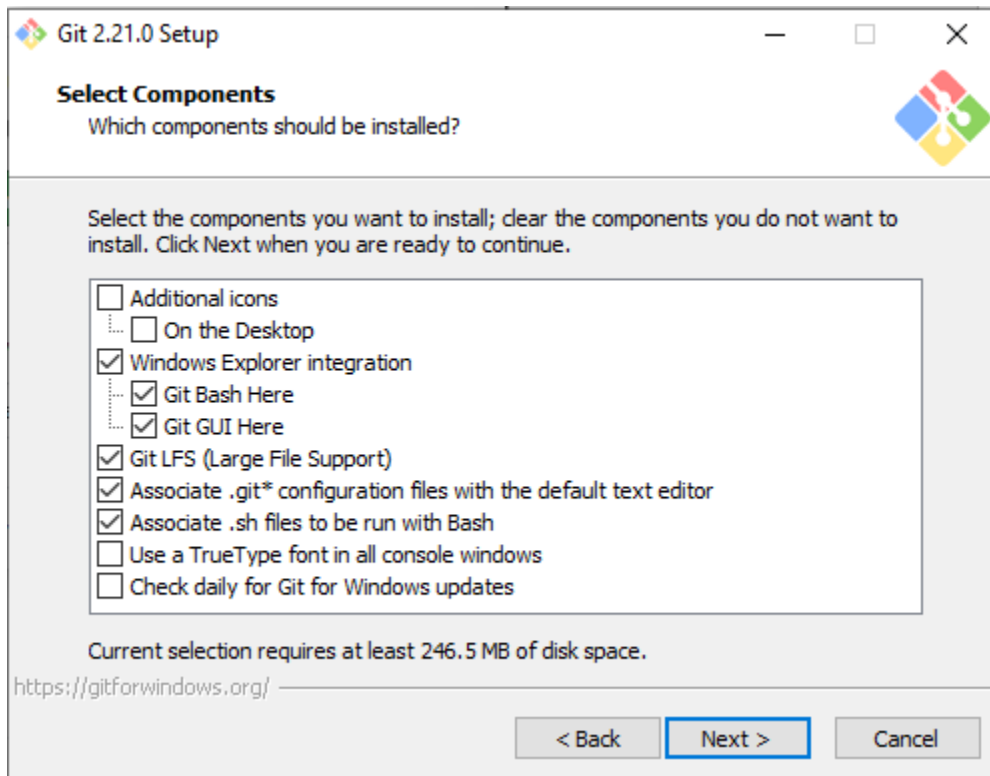 Git 2.21.0 Setup
Select Components
Which components should be installed?
Select the components you want to install; clear the components you do not want to
install. Click Next when you are ready to continue.
Additional icons
On the Desktop
Windows Explorer integration
Git Bash Here
Git GUI Here
Git LFS (Large File Support)
Associate .git* configuration files with the default text editor
Associate .sh files to be run with Bash
Use a TrueType font in all console windows
Check daily for Git for Windows updates
Current selection requires at least 246.5 MB of disk space.
https://gitforwindows.org/
< Back Next > Cancel